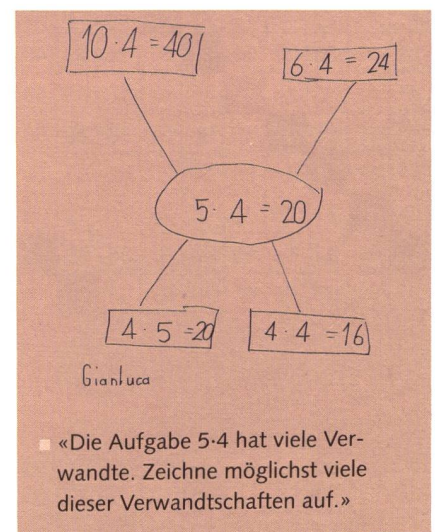 10·4=40
6·4=24
5·4=20
4·5=20
4·4=16
Gianluca
«Die Aufgabe 5·4 hat viele Ver-
wandte. Zeichne möglichst viele
dieser Verwandtschaften auf.»